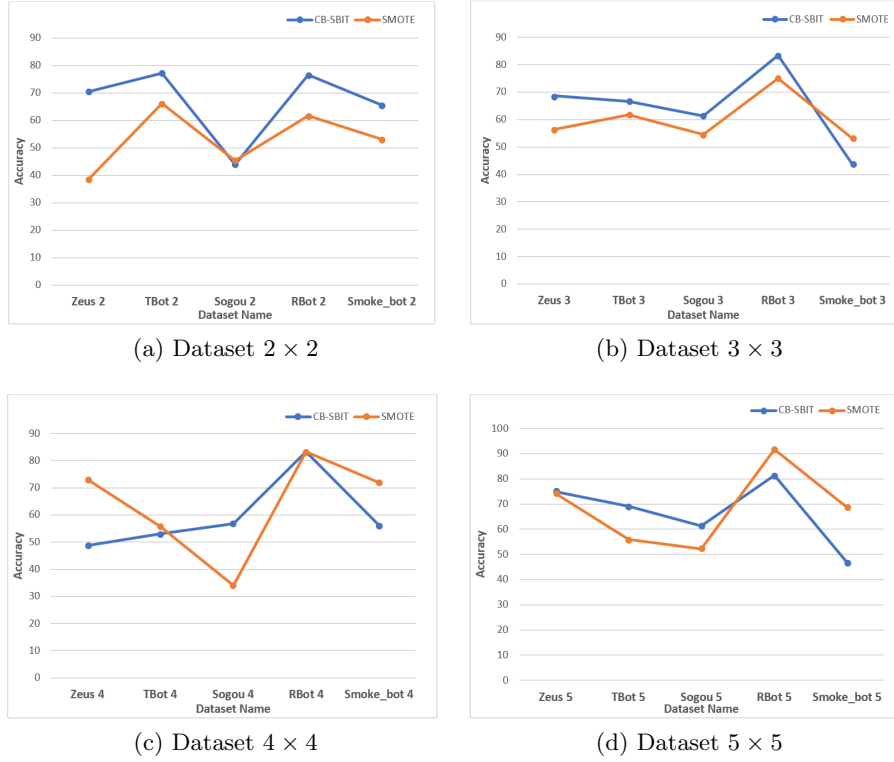 CB-SBIT SMOTE
90
80
70
60
50
40
30
20
10
0
Accuracy
Zeus 2 TBot 2 Sogou 2 RBot 2 Smoke_bot 2
Dataset Name
(a) Dataset 2 × 2
CB-SBIT SMOTE
90
80
70
60
50
40
30
20
10
0
Accuracy
Zeus 3 TBot 3 Sogou 3 RBot 3 Smoke_bot 3
Dataset Name
(b) Dataset 3 × 3
CB-SBIT SMOTE
90
80
70
60
50
40
30
20
10
0
Accuracy
Zeus 4 TBot 4 Sogou 4 RBot 4 Smoke_bot 4
Dataset Name
(c) Dataset 4 × 4
CB-SBIT SMOTE
100
90
80
70
60
50
40
30
20
10
0
Accuracy
Zeus 5 TBot 5 Sogou 5 RBot 5 Smoke_bot 5
Dataset Name
(d) Dataset 5 × 5